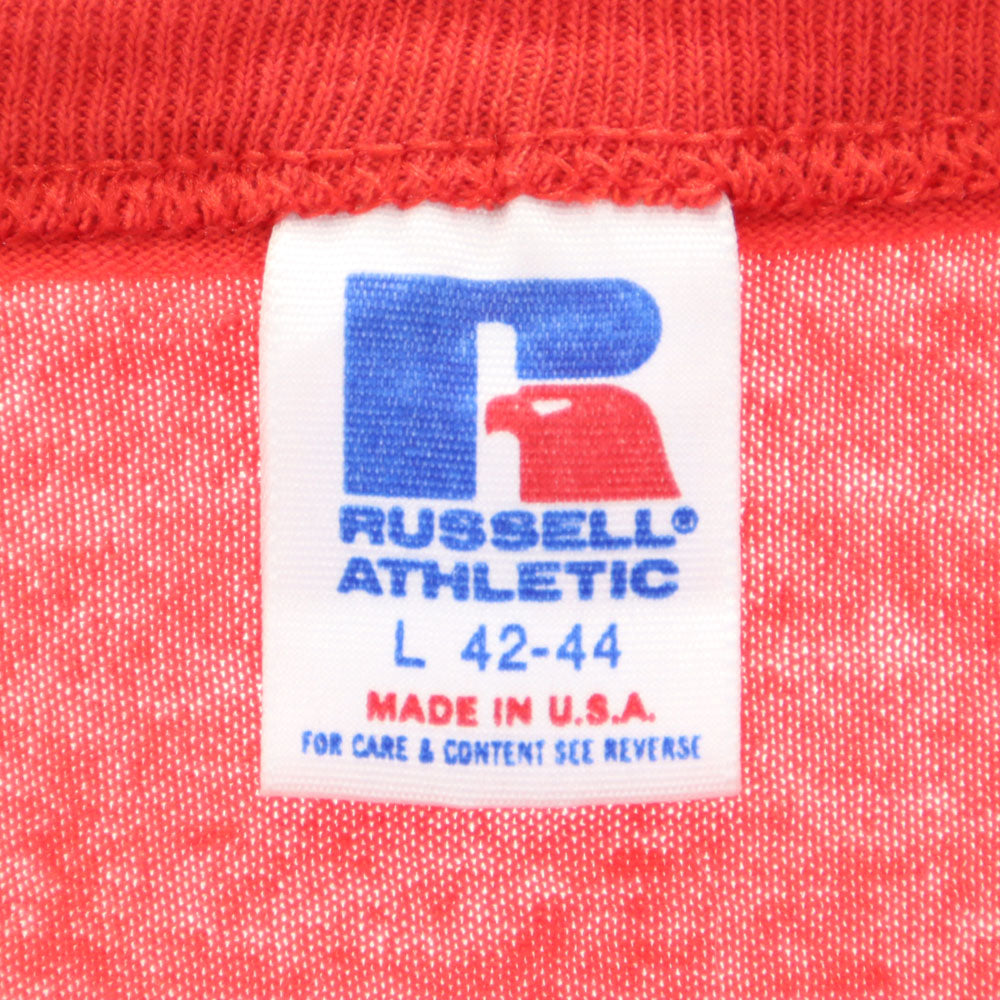 R
RUSSELL®
ATHLETIC
L 42-44
MADE IN U.S.A.
FOR CARE & CONTENT SEE REVERSE